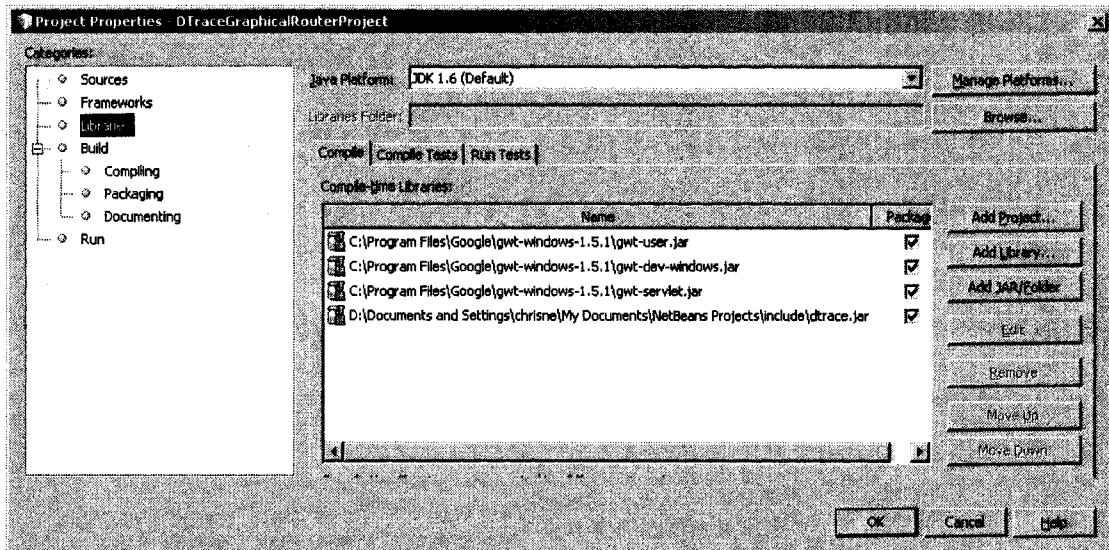 Project Properties - DTraceGraphicalRouterProject
Categories:
Sources
Frameworks
Libraries
Build
Compiling
Packaging
Documenting
Run
Java Platform: JDK 1.6 (Default) Manage Platforms...
Libraries Folder: Browse...
Compile Compile Tests Run Tests
Compile-time Libraries:
Name Packag
C:\Program Files\Google\gwt-windows-1.5.1\gwt-user.jar
C:\Program Files\Google\gwt-windows-1.5.1\gwt-dev-windows.jar
C:\Program Files\Google\gwt-windows-1.5.1\gwt-servlet.jar
D:\Documents and Settings\chrisne\My Documents\NetBeans Projects\include\dtrace.jar
Add Project...
Add Library...
Add JAR/Folder
Edit
Remove
Move Up
Move Down
OK Cancel Help